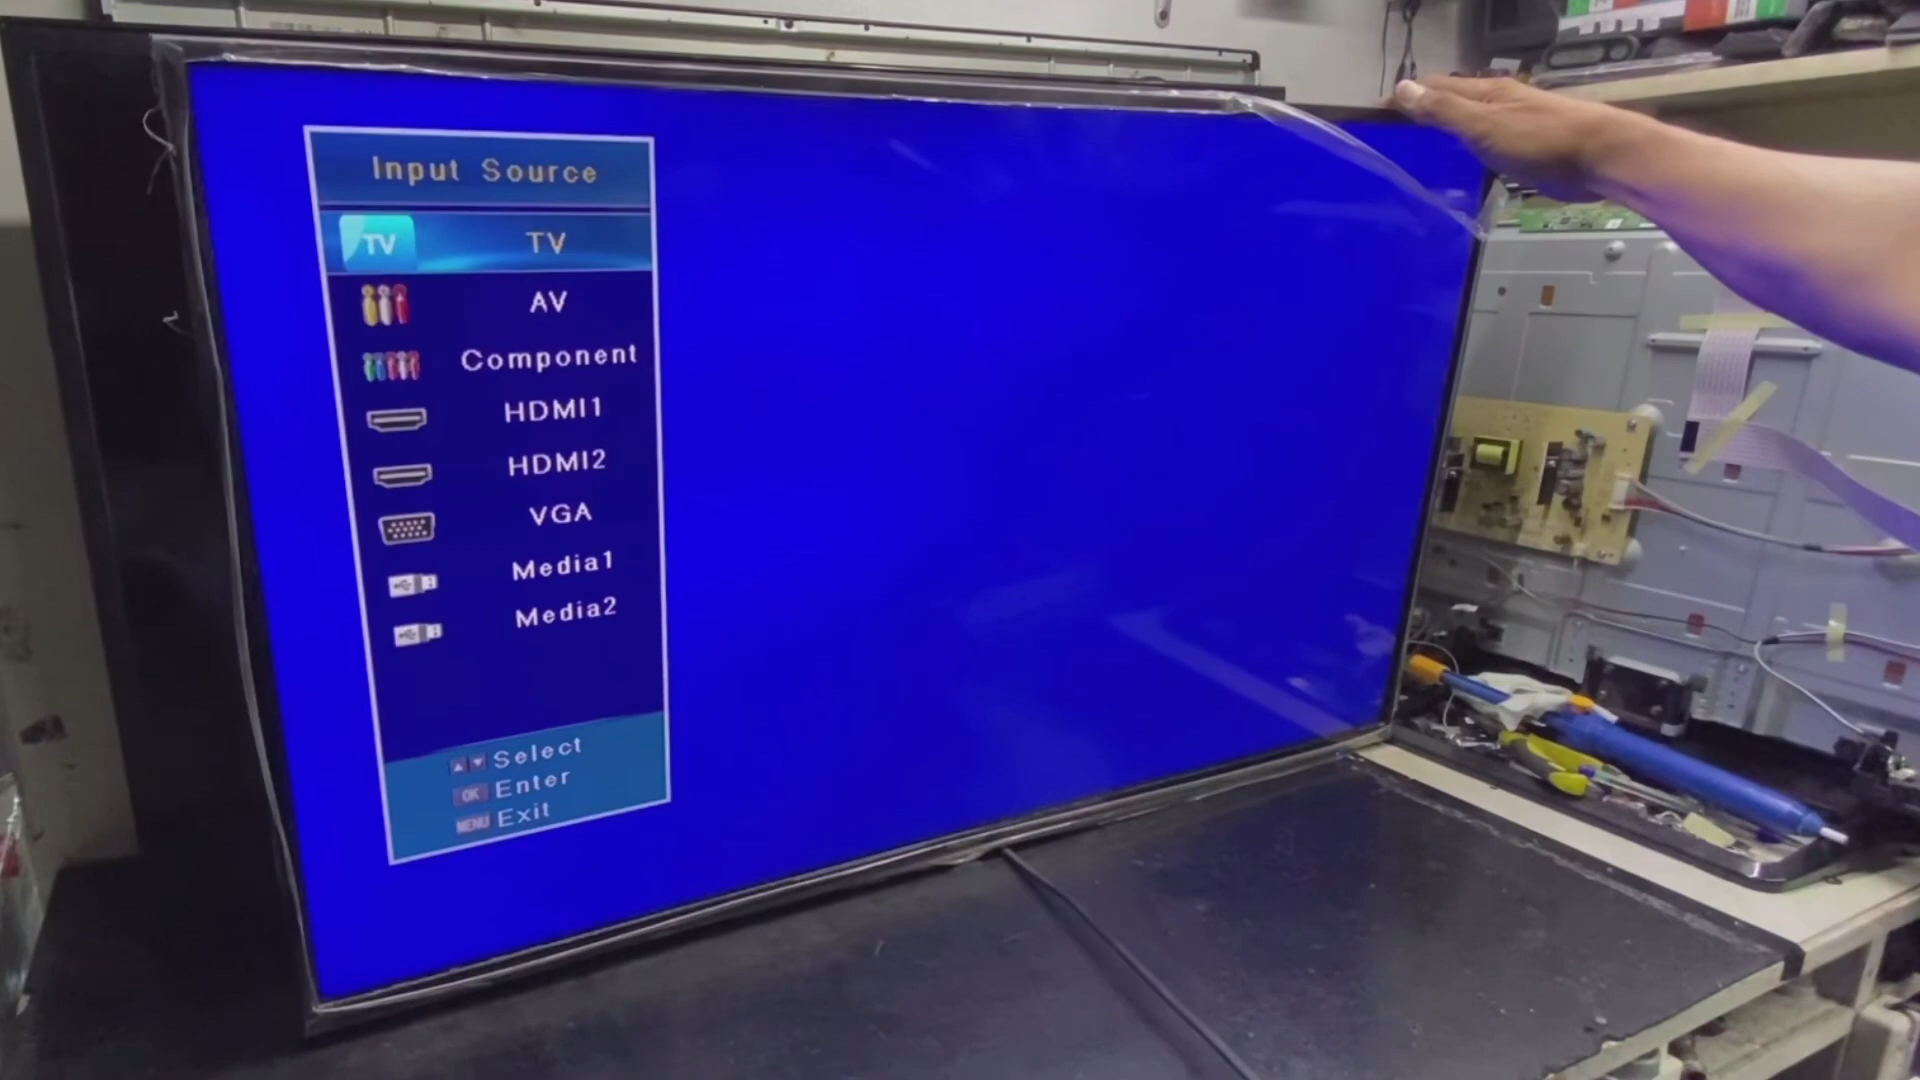 Input Source
TV TV
AV
Component
HDMI1
HDMI2
VGA
Media1
Media2
▲▼ Select
OK Enter
MENU Exit